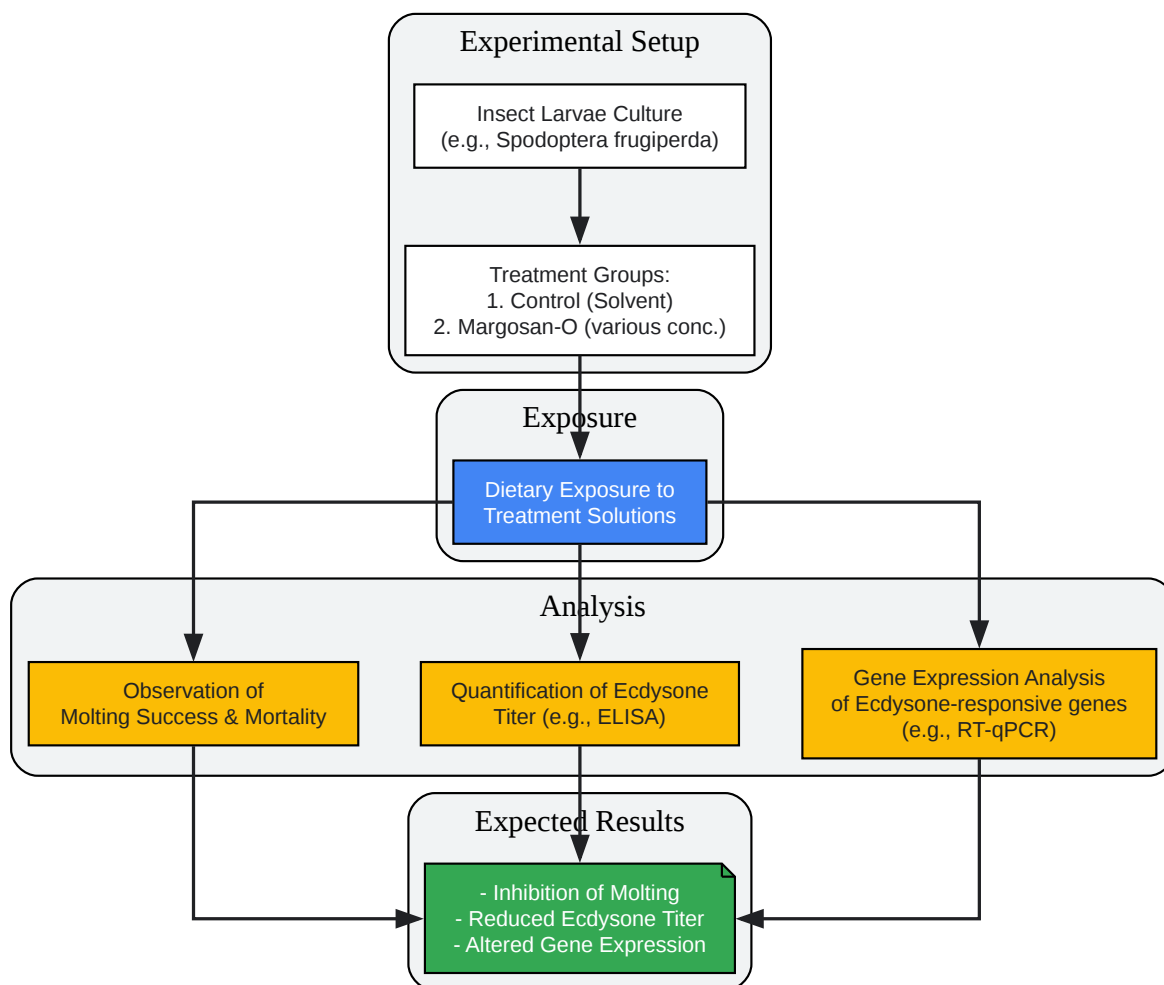 Experimental Setup
Insect Larvae Culture
(e.g., Spodoptera frugiperda)
Treatment Groups:
1. Control (Solvent)
2. Margosan-O (various conc.)
Exposure
Dietary Exposure to
Treatment Solutions
Analysis
Observation of
Molting Success & Mortality
Quantification of Ecdysone
Titer (e.g., ELISA)
Gene Expression Analysis
of Ecdysone-responsive genes
(e.g., RT-qPCR)
Expected Results
- Inhibition of Molting
- Reduced Ecdysone Titer
- Altered Gene Expression